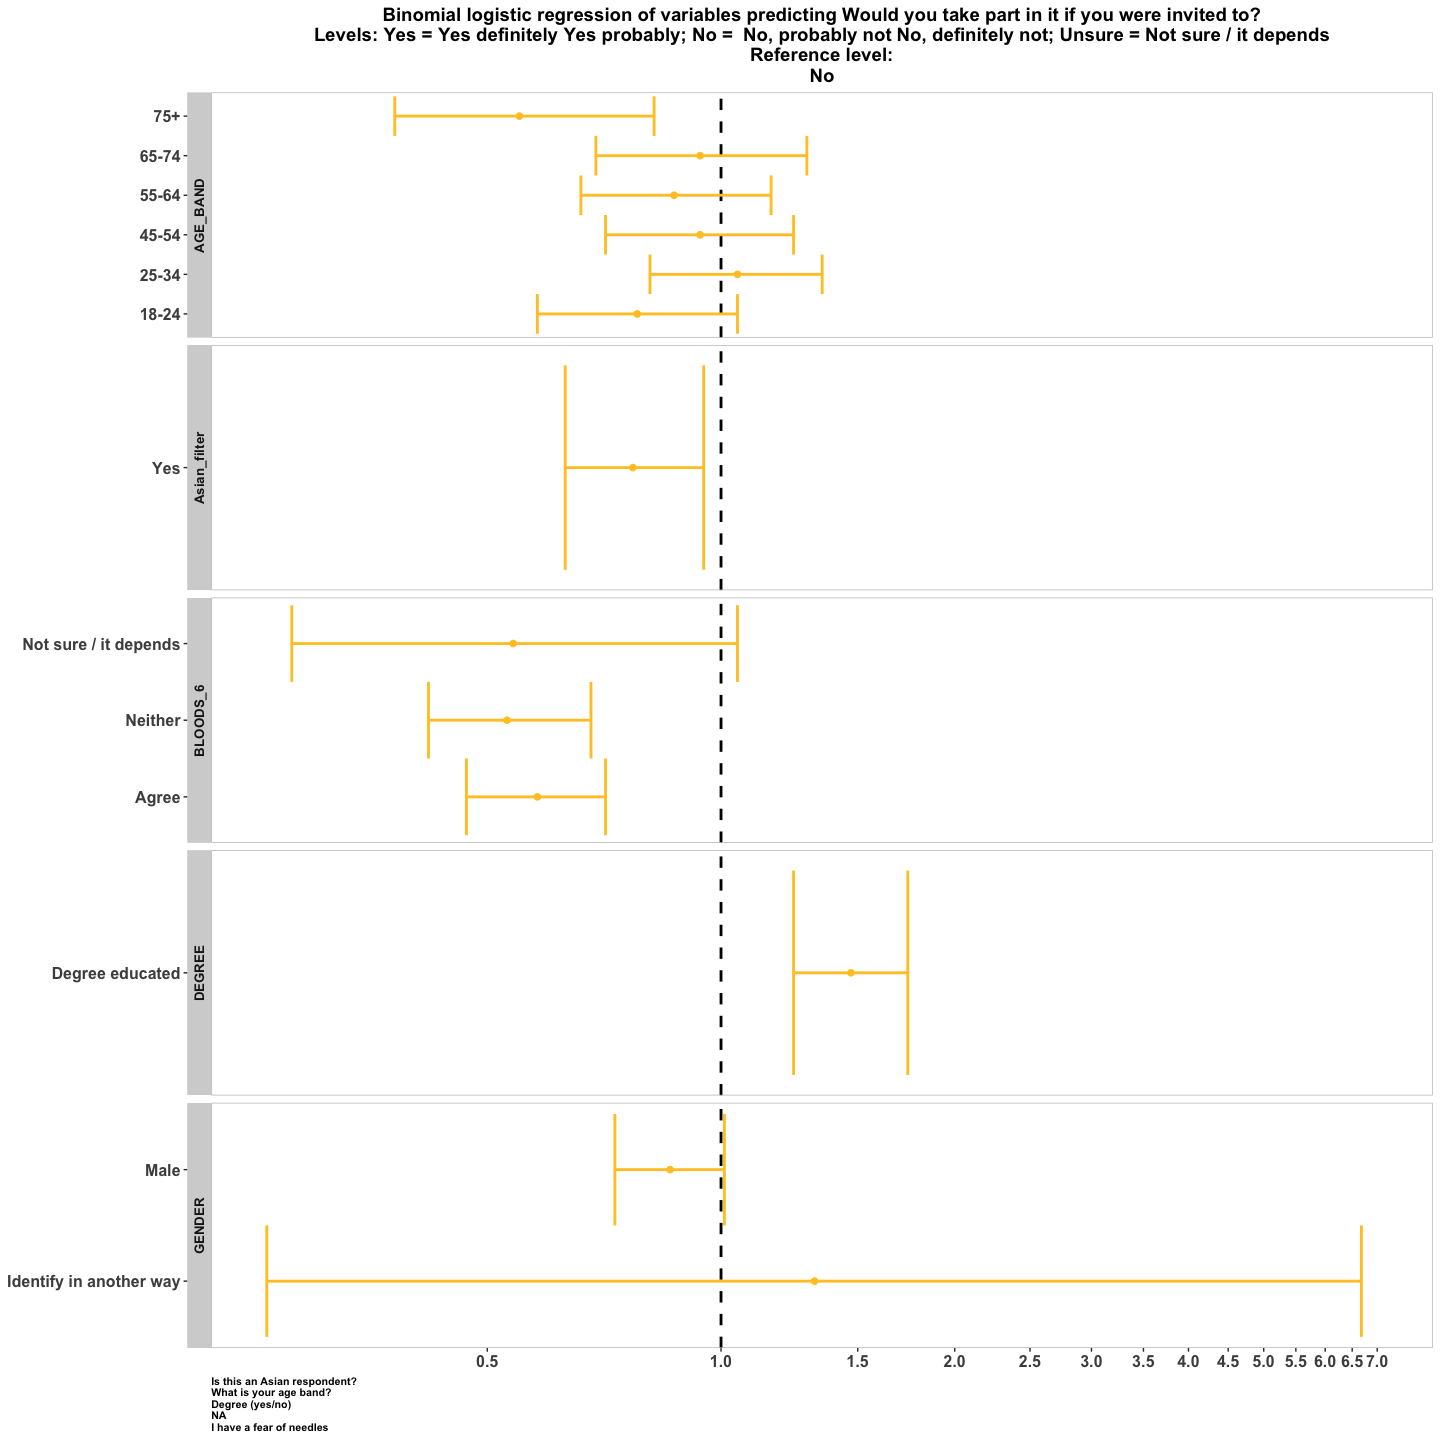 Binomial logistic regression of variables predicting Would you take part in it if you were invited to?
Levels: Yes = Yes definitely Yes probably; No =  No, probably not No, definitely not; Unsure = Not sure / it depends
Reference level:
No
AGE_BAND
75+
65-74
55-64
45-54
25-34
18-24
Asian_filter
Yes
BLOODS_6
Not sure / it depends
Neither
Agree
DEGREE
Degree educated
GENDER
Male
Identify in another way
0.5 1.0 1.5 2.0 2.5 3.0 3.5 4.0 4.5 5.0 5.5 6.0 6.5 7.0
Is this an Asian respondent?
What is your age band?
Degree (yes/no)
NA
I have a fear of needles